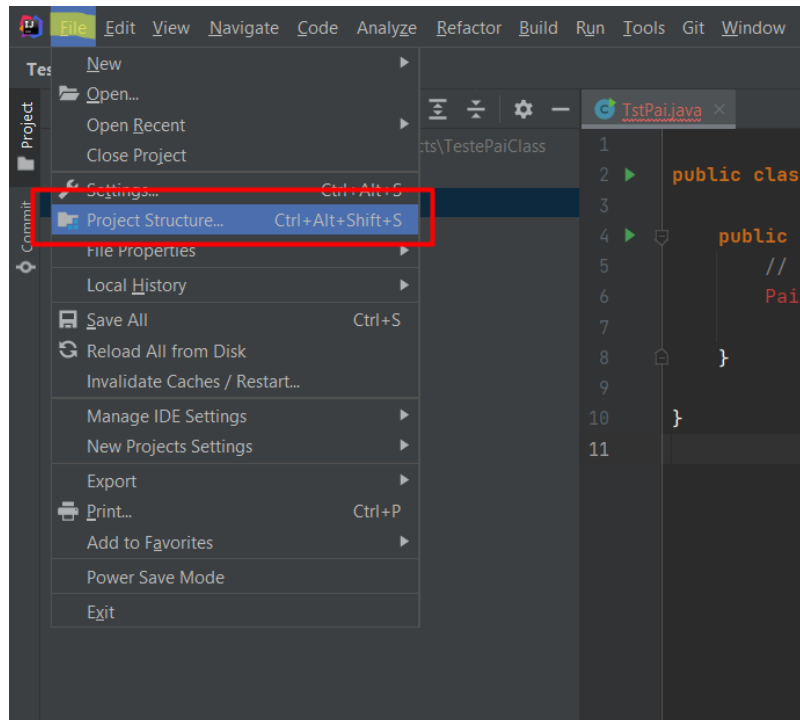 File Edit View Navigate Code Analyze Refactor Build Run Tools Git Window
New
Open...
Open Recent
Close Project
Settings... Ctrl+Alt+S
Project Structure... Ctrl+Alt+Shift+S
File Properties
Local History
Save All Ctrl+S
Reload All from Disk
Invalidate Caches / Restart...
Manage IDE Settings
New Projects Settings
Export
Print... Ctrl+P
Add to Favorites
Power Save Mode
Exit
Project
Commit
cts\TestePaiClass
TstPai.java
1
2 public clas
3
4 public
5 //
6 Pai
7
8 }
9
10 }
11